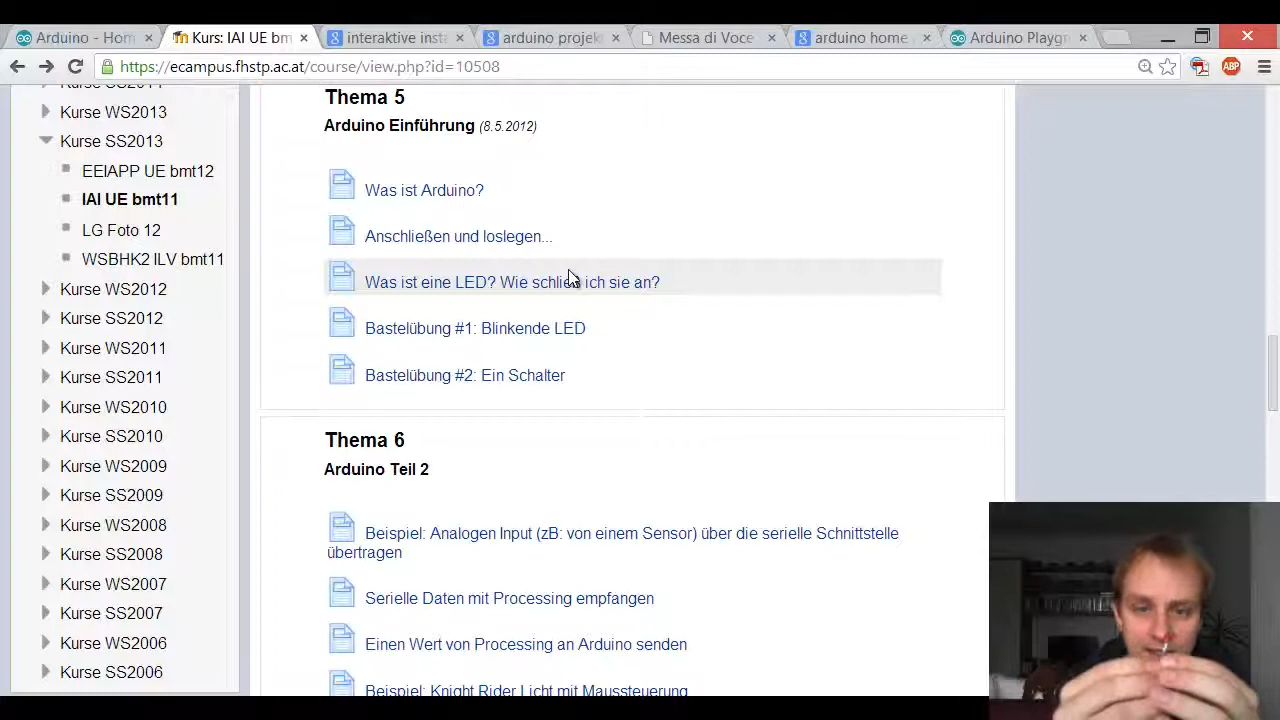 Arduino - Hom
Kurs: IAI UE bm
interaktive inst
arduino projek
Messa di Voce
arduino home
Arduino Playg
https://ecampus.fhstp.ac.at/course/view.php?id=10508
ABP
Kurse WS2013
Kurse SS2013
EEIAPP UE bmt12
IAI UE bmt11
LG Foto 12
WSBHK2 ILV bmt11
Kurse WS2012
Kurse SS2012
Kurse WS2011
Kurse SS2011
Kurse WS2010
Kurse SS2010
Kurse WS2009
Kurse SS2009
Kurse WS2008
Kurse SS2008
Kurse WS2007
Kurse SS2007
Kurse WS2006
Kurse SS2006
Thema 5
Arduino Einführung (8.5.2012)
Was ist Arduino?
Anschließen und loslegen...
Was ist eine LED? Wie schließ ich sie an?
Bastelübung #1: Blinkende LED
Bastelübung #2: Ein Schalter
Thema 6
Arduino Teil 2
Beispiel: Analogen Input (zB: von einem Sensor) über die serielle Schnittstelle
übertragen
Serielle Daten mit Processing empfangen
Einen Wert von Processing an Arduino senden
Beispiel: Knight Rider Licht mit Maussteuerung